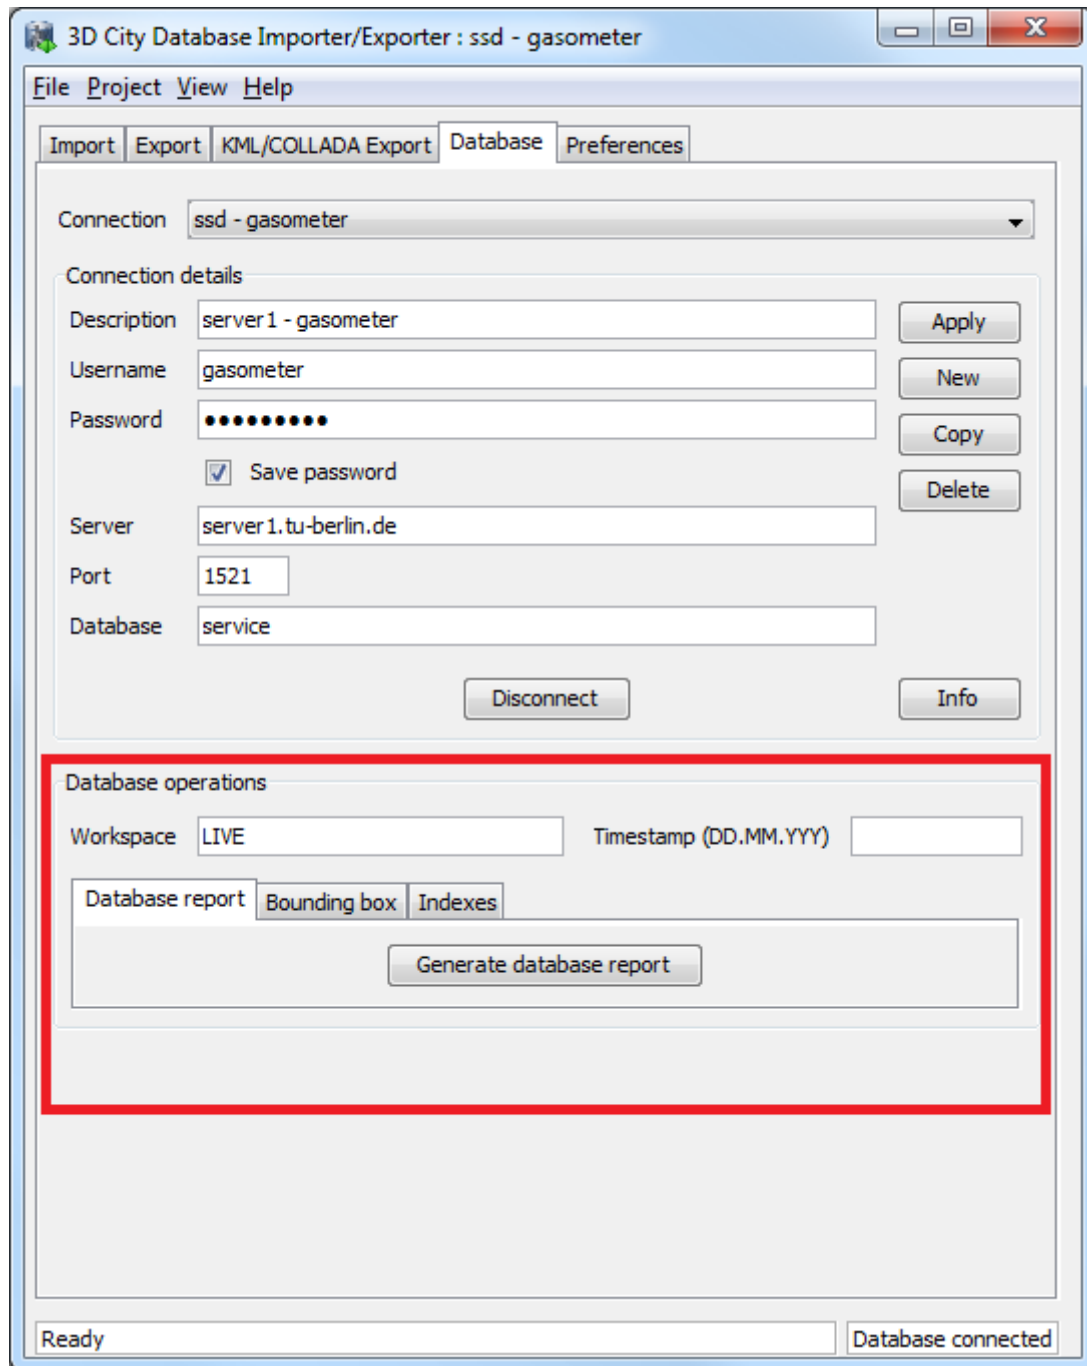 3D City Database Importer/Exporter : ssd - gasometer
File Project View Help
Import Export KML/COLLADA Export Database Preferences
Connection ssd - gasometer
Connection details
Description server1 - gasometer Apply
Username gasometer New
Password ●●●●●●●●● Copy
Save password Delete
Server server1.tu-berlin.de
Port 1521
Database service
Disconnect Info
Database operations
Workspace LIVE Timestamp (DD.MM.YYY)
Database report Bounding box Indexes
Generate database report
Ready Database connected